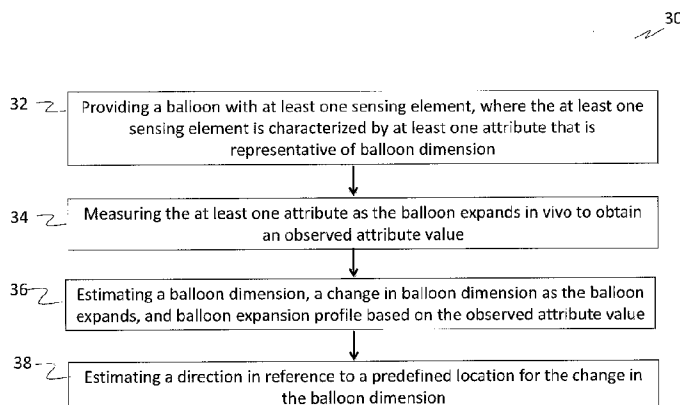 30
32
Providing a balloon with at least one sensing element, where the at least one
sensing element is characterized by at least one attribute that is
representative of balloon dimension
34
Measuring the at least one attribute as the balloon expands in vivo to obtain
an observed attribute value
36
Estimating a balloon dimension, a change in balloon dimension as the balloon
expands, and balloon expansion profile based on the observed attribute value
38
Estimating a direction in reference to a predefined location for the change in
the balloon dimension